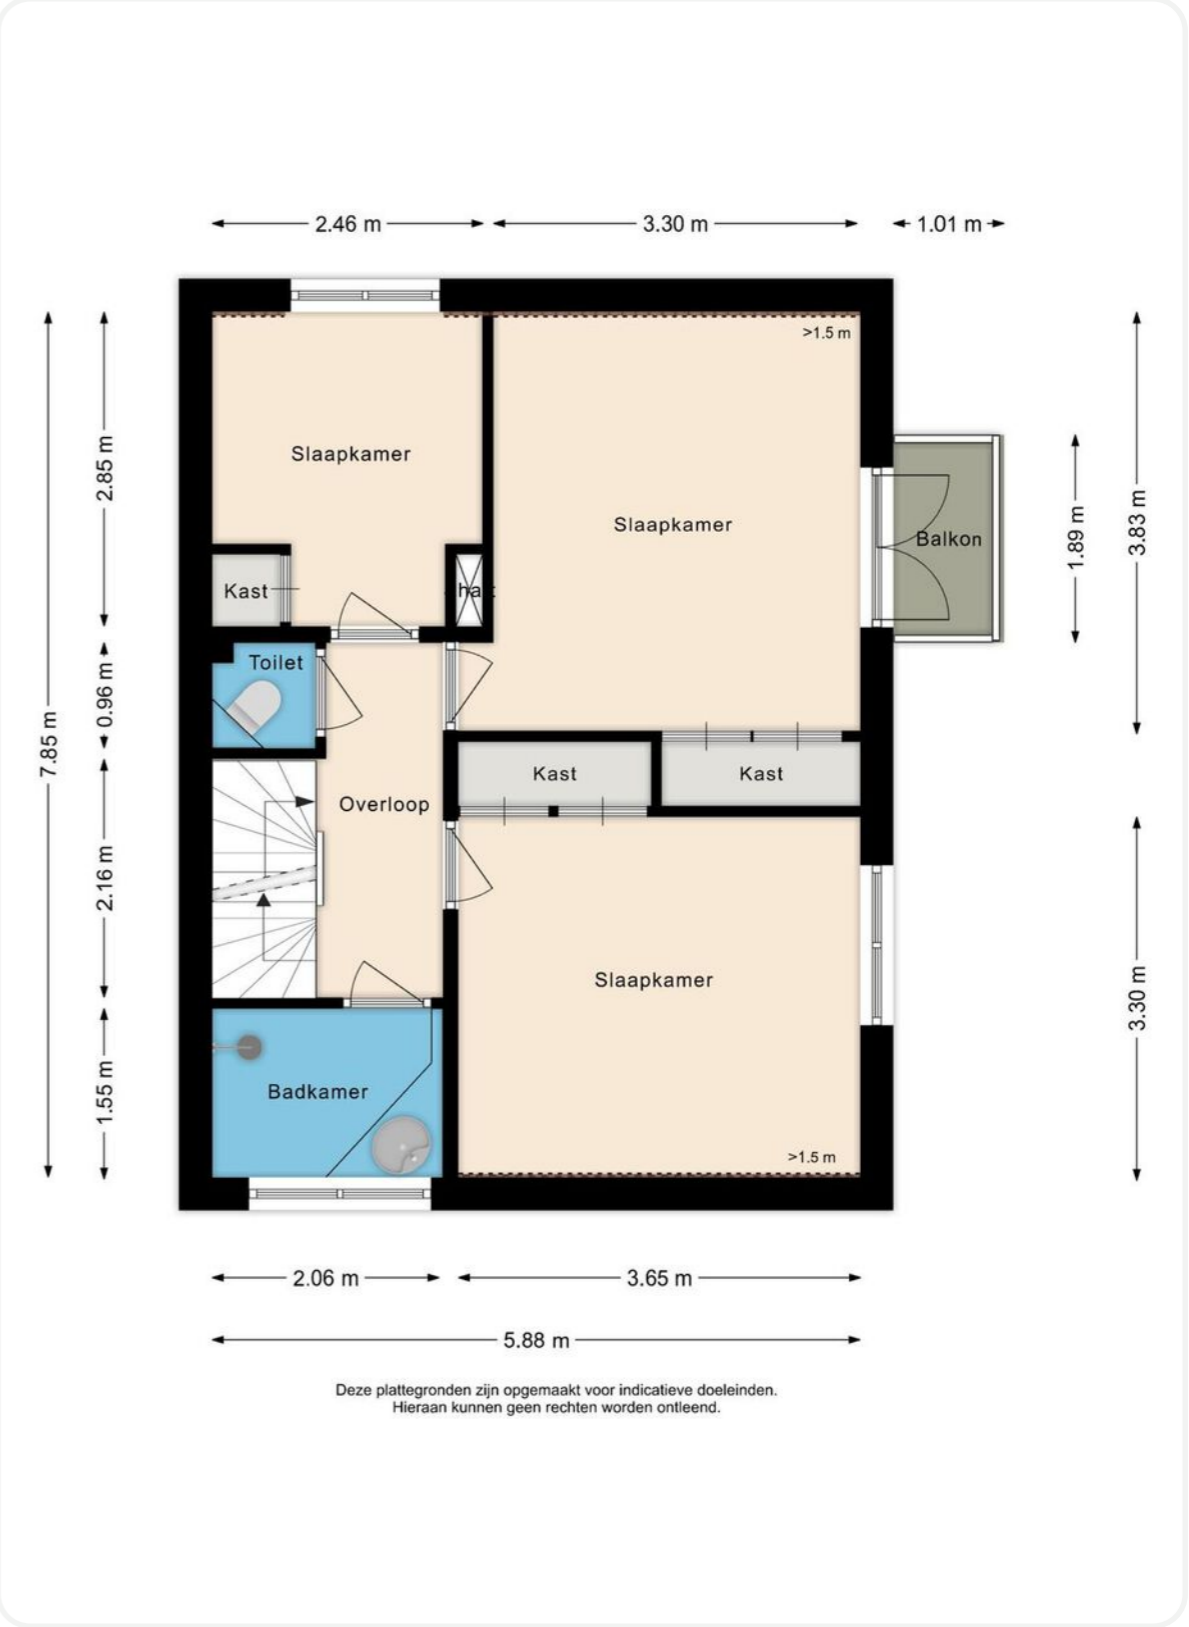 2.46 m
3.30 m
1.01 m
>1.5 m
2.85 m
Slaapkamer
3.83 m
Slaapkamer
1.89 m
Balkon
Kast
Toilet
0.96 m
7.85 m
Kast
Kast
Overloop
2.16 m
Slaapkamer
3.30 m
Badkamer
1.55 m
>1.5 m
2.06 m
3.65 m
5.88 m
Deze plattegronden zijn opgemaakt voor indicatieve doeleinden.
Hieraan kunnen geen rechten worden ontleend.